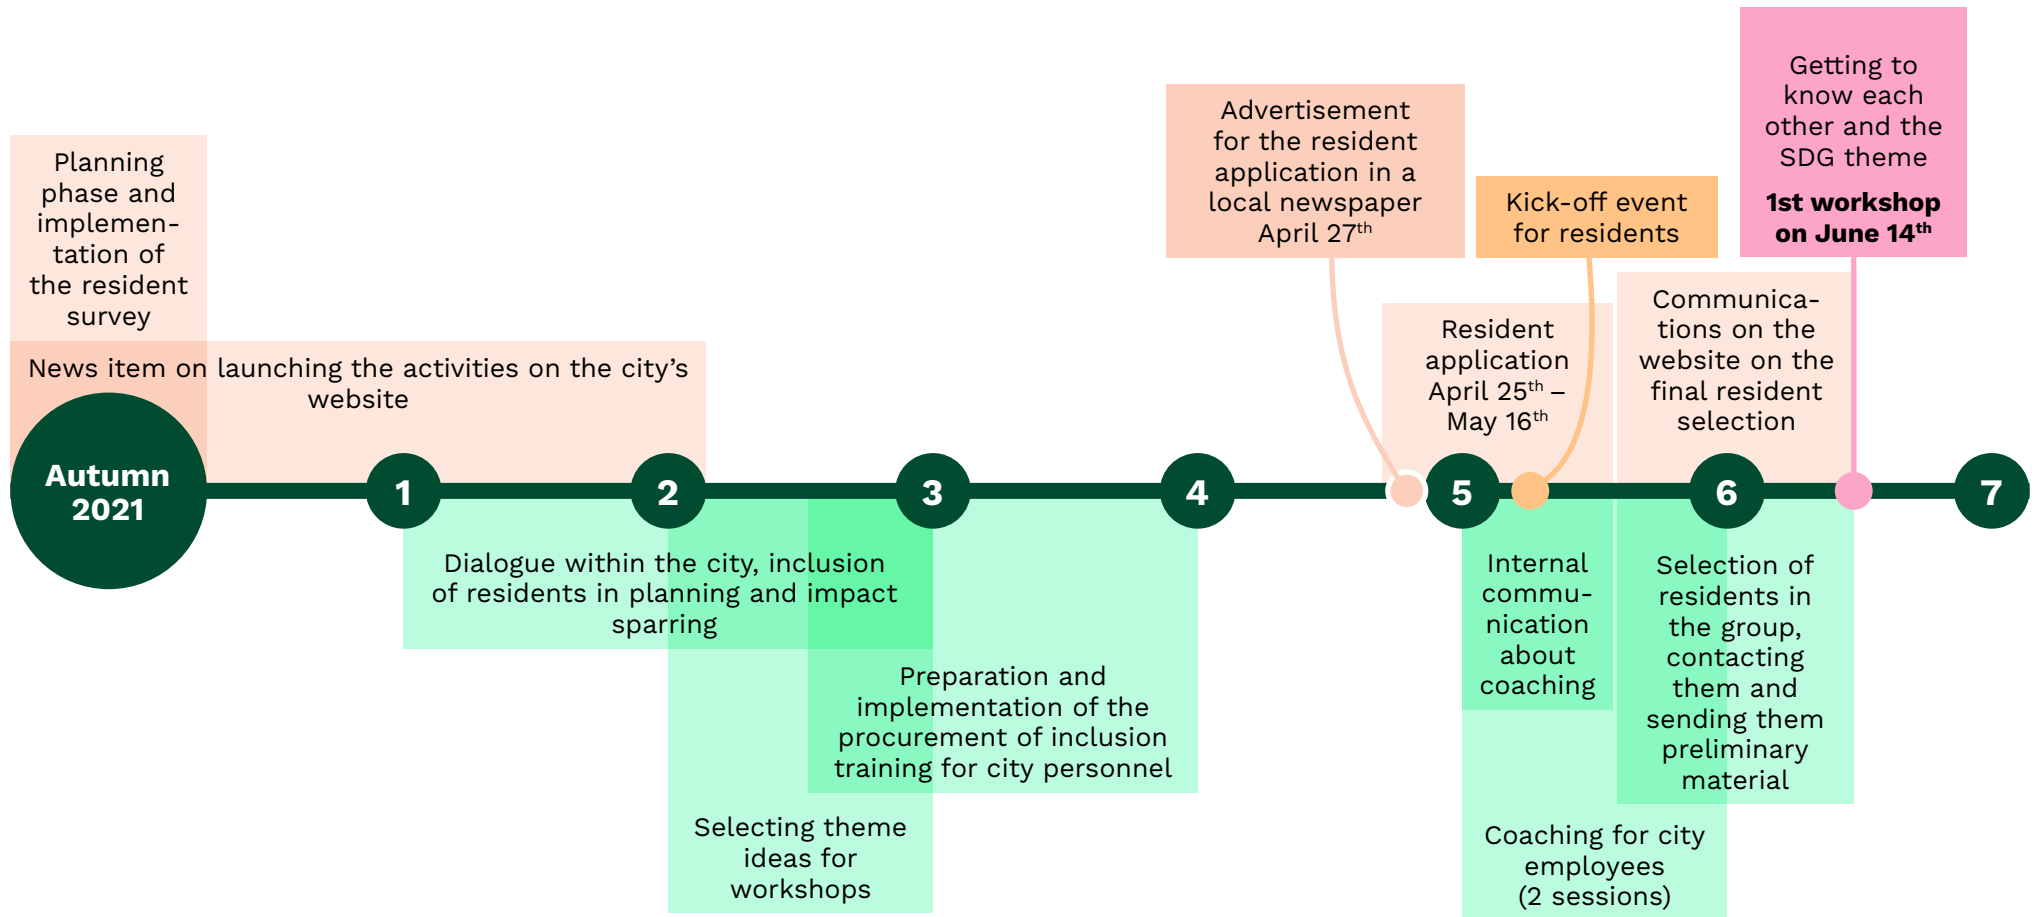 Planning
phase and
implemen-
tation of
the resident
survey
News item on launching the activities on the city's
website
Advertisement
for the resident
application in a
local newspaper
April 27th
Kick-off event
for residents
Getting to
know each
other and the
SDG theme
1st workshop
on June 14th
Resident
application
April 25th –
May 16th
Communica-
tions on the
website on the
final resident
selection
Autumn
2021
1
2
3
4
5
6
7
Dialogue within the city, inclusion
of residents in planning and impact
sparring
Preparation and
implementation of the
procurement of inclusion
training for city personnel
Selecting theme
ideas for
workshops
Internal
commu-
nication
about
coaching
Selection of
residents in
the group,
contacting
them and
sending them
preliminary
material
Coaching for city
employees
(2 sessions)